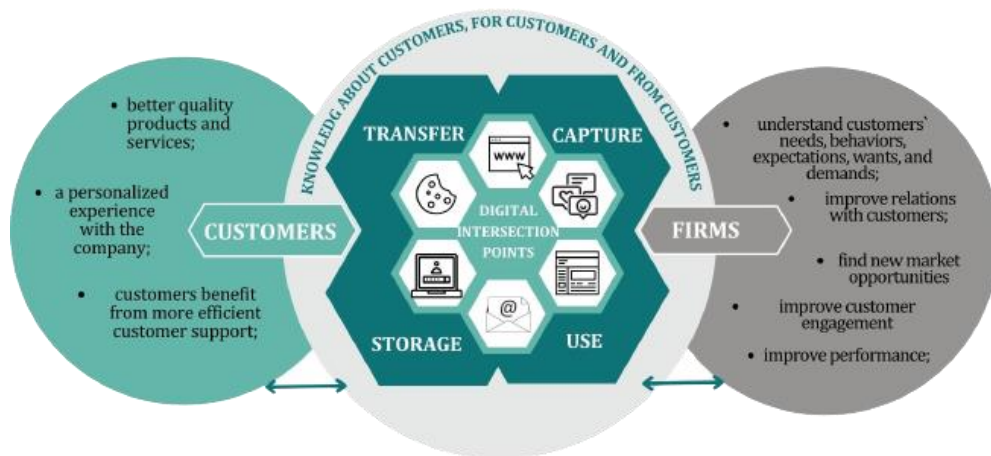 KNOWLEDG ABOUT CUSTOMERS, FOR CUSTOMERS AND FROM CUSTOMERS
• better quality
products and
services;
• a personalized
experience
with the
company;
• customers benefit
from more efficient
customer support;
CUSTOMERS
TRANSFER
CAPTURE
www
DIGITAL
INTERSECTION
POINTS
@
STORAGE
USE
FIRMS
• understand customers`
needs, behaviors,
expectations, wants, and
demands;
• improve relations
with customers;
• find new market
opportunities
• improve customer
engagement
• improve performance;